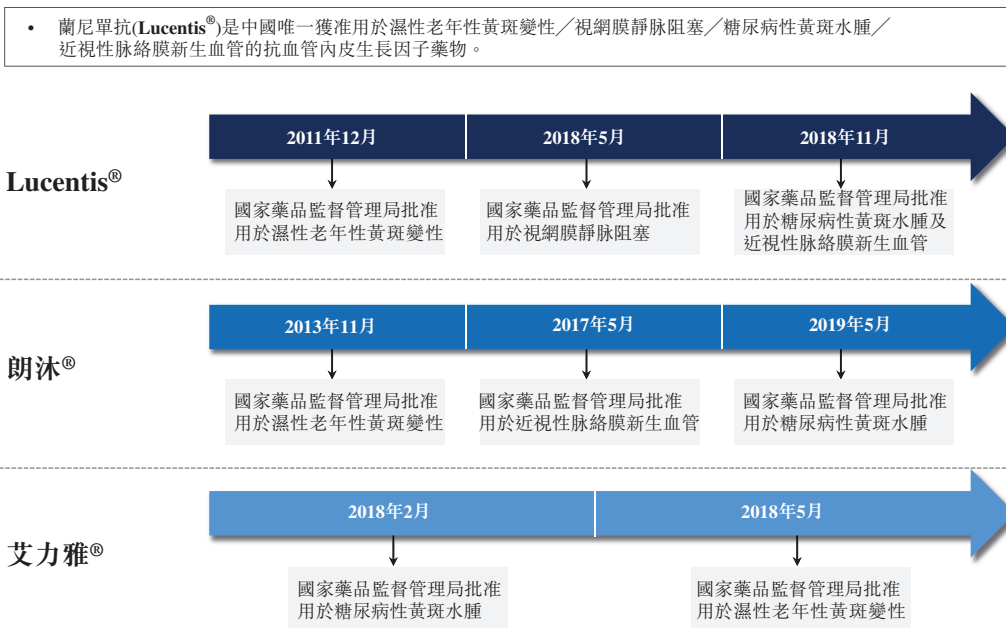 • 蘭尼單抗(Lucentis®)是中國唯一獲准用於濕性老年性黃斑變性／視網膜靜脈阻塞／糖尿病性黃斑水腫／
近視性脉絡膜新生血管的抗血管內皮生長因子藥物。
2011年12月
2018年5月
2018年11月
Lucentis®
國家藥品監督管理局批准
用於濕性老年性黃斑變性
國家藥品監督管理局批准
用於視網膜靜脈阻塞
國家藥品監督管理局批准
用於糖尿病性黃斑水腫及
近視性脉絡膜新生血管
2013年11月
2017年5月
2019年5月
朗沐®
國家藥品監督管理局批准
用於濕性老年性黃斑變性
國家藥品監督管理局批准
用於近視性脉絡膜新生血管
國家藥品監督管理局批准
用於糖尿病性黃斑水腫
2018年2月
2018年5月
艾力雅®
國家藥品監督管理局批准
用於糖尿病性黃斑水腫
國家藥品監督管理局批准
用於濕性老年性黃斑變性